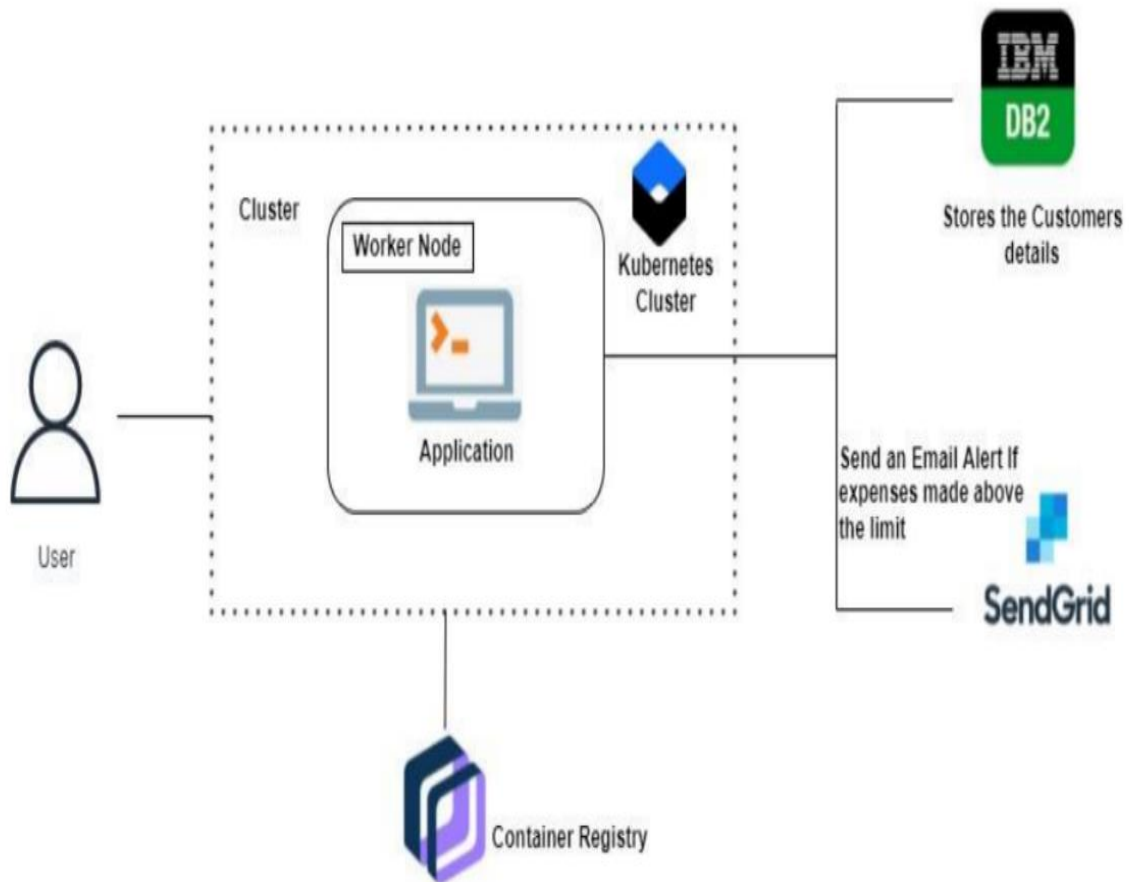 IBM
DB2
Stores the Customers
details
Cluster
Worker Node
Kubernetes
Cluster
Application
User
Send an Email Alert If
expenses made above
the limit
SendGrid
Container Registry